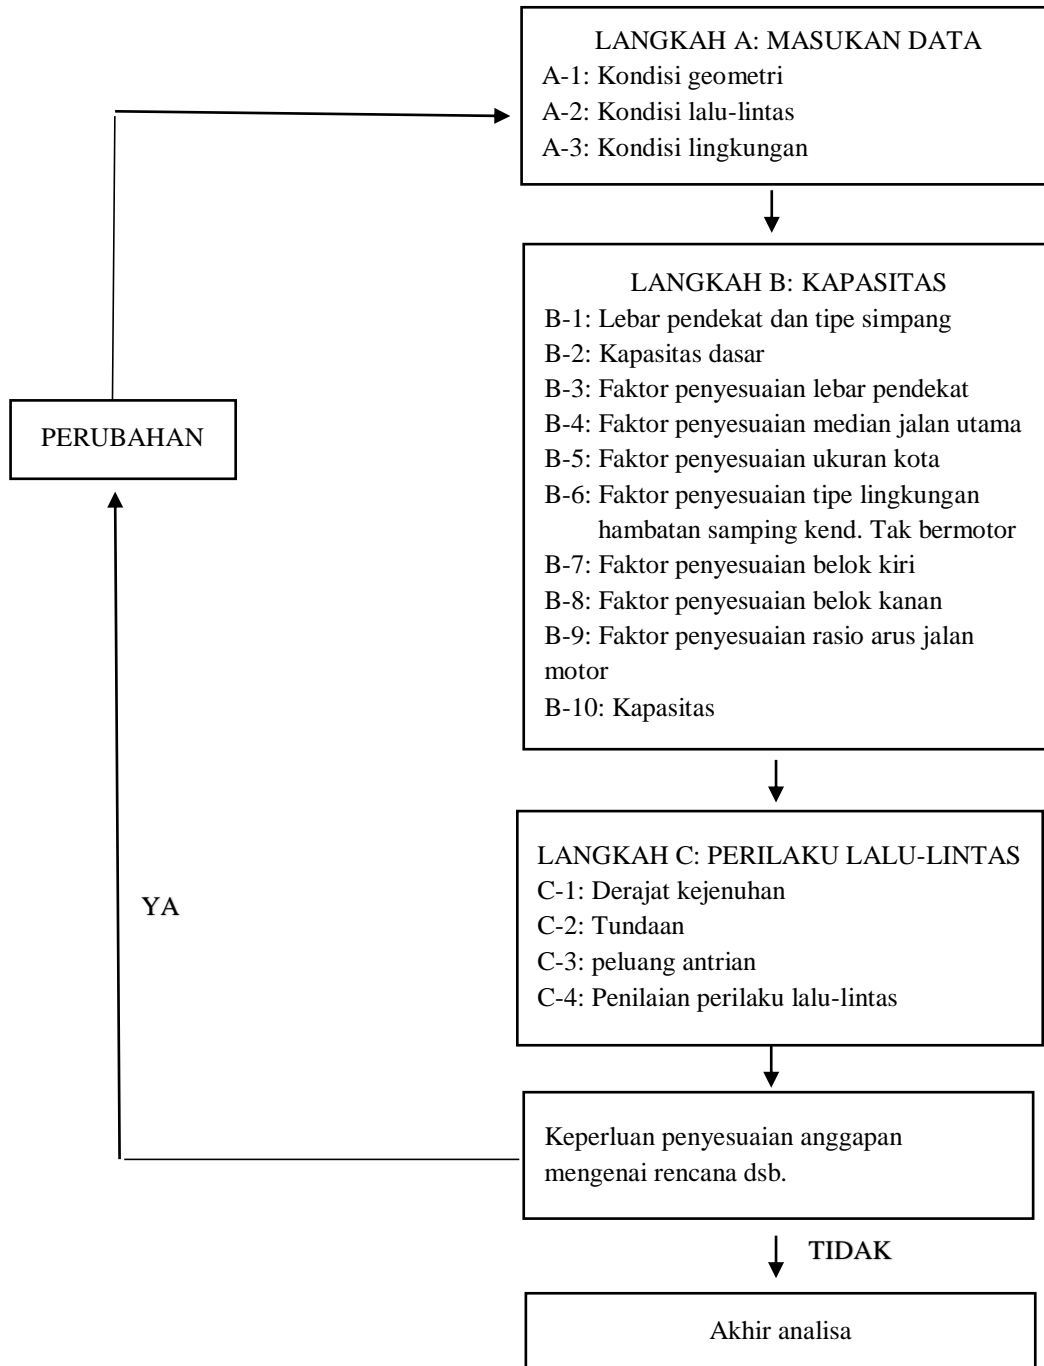 LANGKAH A: MASUKAN DATA
A-1: Kondisi geometri
A-2: Kondisi lalu-lintas
A-3: Kondisi lingkungan
LANGKAH B: KAPASITAS
B-1: Lebar pendekat dan tipe simpang
B-2: Kapasitas dasar
B-3: Faktor penyesuaian lebar pendekat
B-4: Faktor penyesuaian median jalan utama
B-5: Faktor penyesuaian ukuran kota
B-6: Faktor penyesuaian tipe lingkungan
hambatan samping kend. Tak bermotor
B-7: Faktor penyesuaian belok kiri
B-8: Faktor penyesuaian belok kanan
B-9: Faktor penyesuaian rasio arus jalan
motor
B-10: Kapasitas
PERUBAHAN
LANGKAH C: PERILAKU LALU-LINTAS
C-1: Derajat kejenuhan
C-2: Tundaan
C-3: peluang antrian
C-4: Penilaian perilaku lalu-lintas
YA
Keperluan penyesuaian anggapan
mengenai rencana dsb.
TIDAK
Akhir analisa